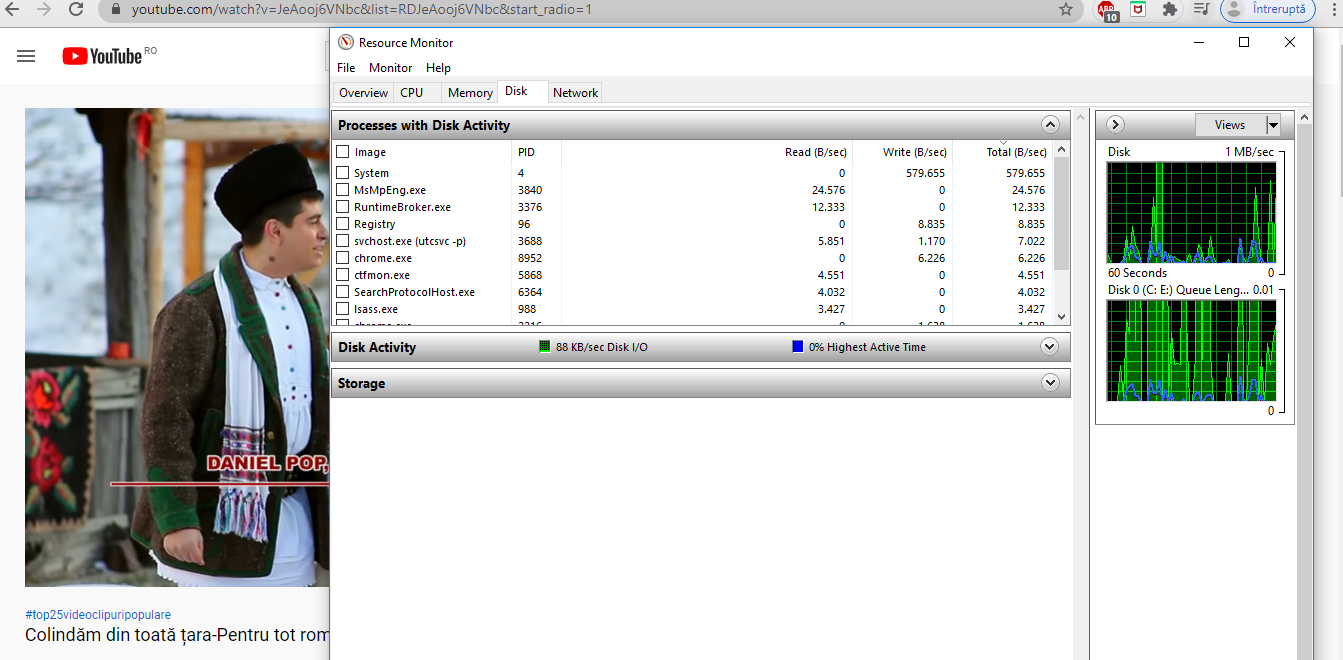 youtube.com/watch?v=JeAooj6VNbc&list=RDJeAooj6VNbc&start_radio=1
ABP
10
Întreruptă
YouTube RO
Resource Monitor
File Monitor Help
Overview CPU Memory Disk Network
Processes with Disk Activity
Image PID Read (B/sec) Write (B/sec) Total (B/sec)
System 4 0 579.655 579.655
MsMpEng.exe 3840 24.576 0 24.576
RuntimeBroker.exe 3376 12.333 0 12.333
Registry 96 0 8.835 8.835
svchost.exe (utcsvc -p) 3688 5.851 1.170 7.022
chrome.exe 8952 0 6.226 6.226
ctfmon.exe 5868 4.551 0 4.551
SearchProtocolHost.exe 6364 4.032 0 4.032
lsass.exe 988 3.427 0 3.427
Disk Activity 88 KB/sec Disk I/O 0% Highest Active Time
Storage
Views
Disk 1 MB/sec
60 Seconds 0
Disk 0 (C: E:) Queue Leng... 0.01
0
DANIEL POP,
#top25videoclipuripopulare
Colindăm din toată țara-Pentru tot rom